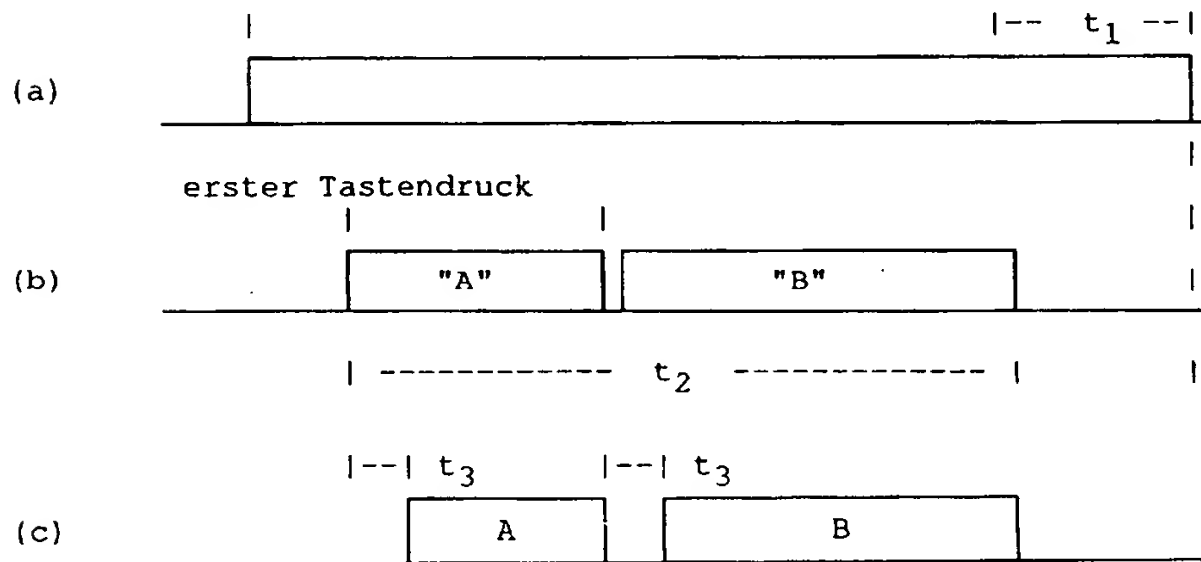 t1
(a)
erster Tastendruck
(b) "A" "B"
t2
t3 t3
(c) A B